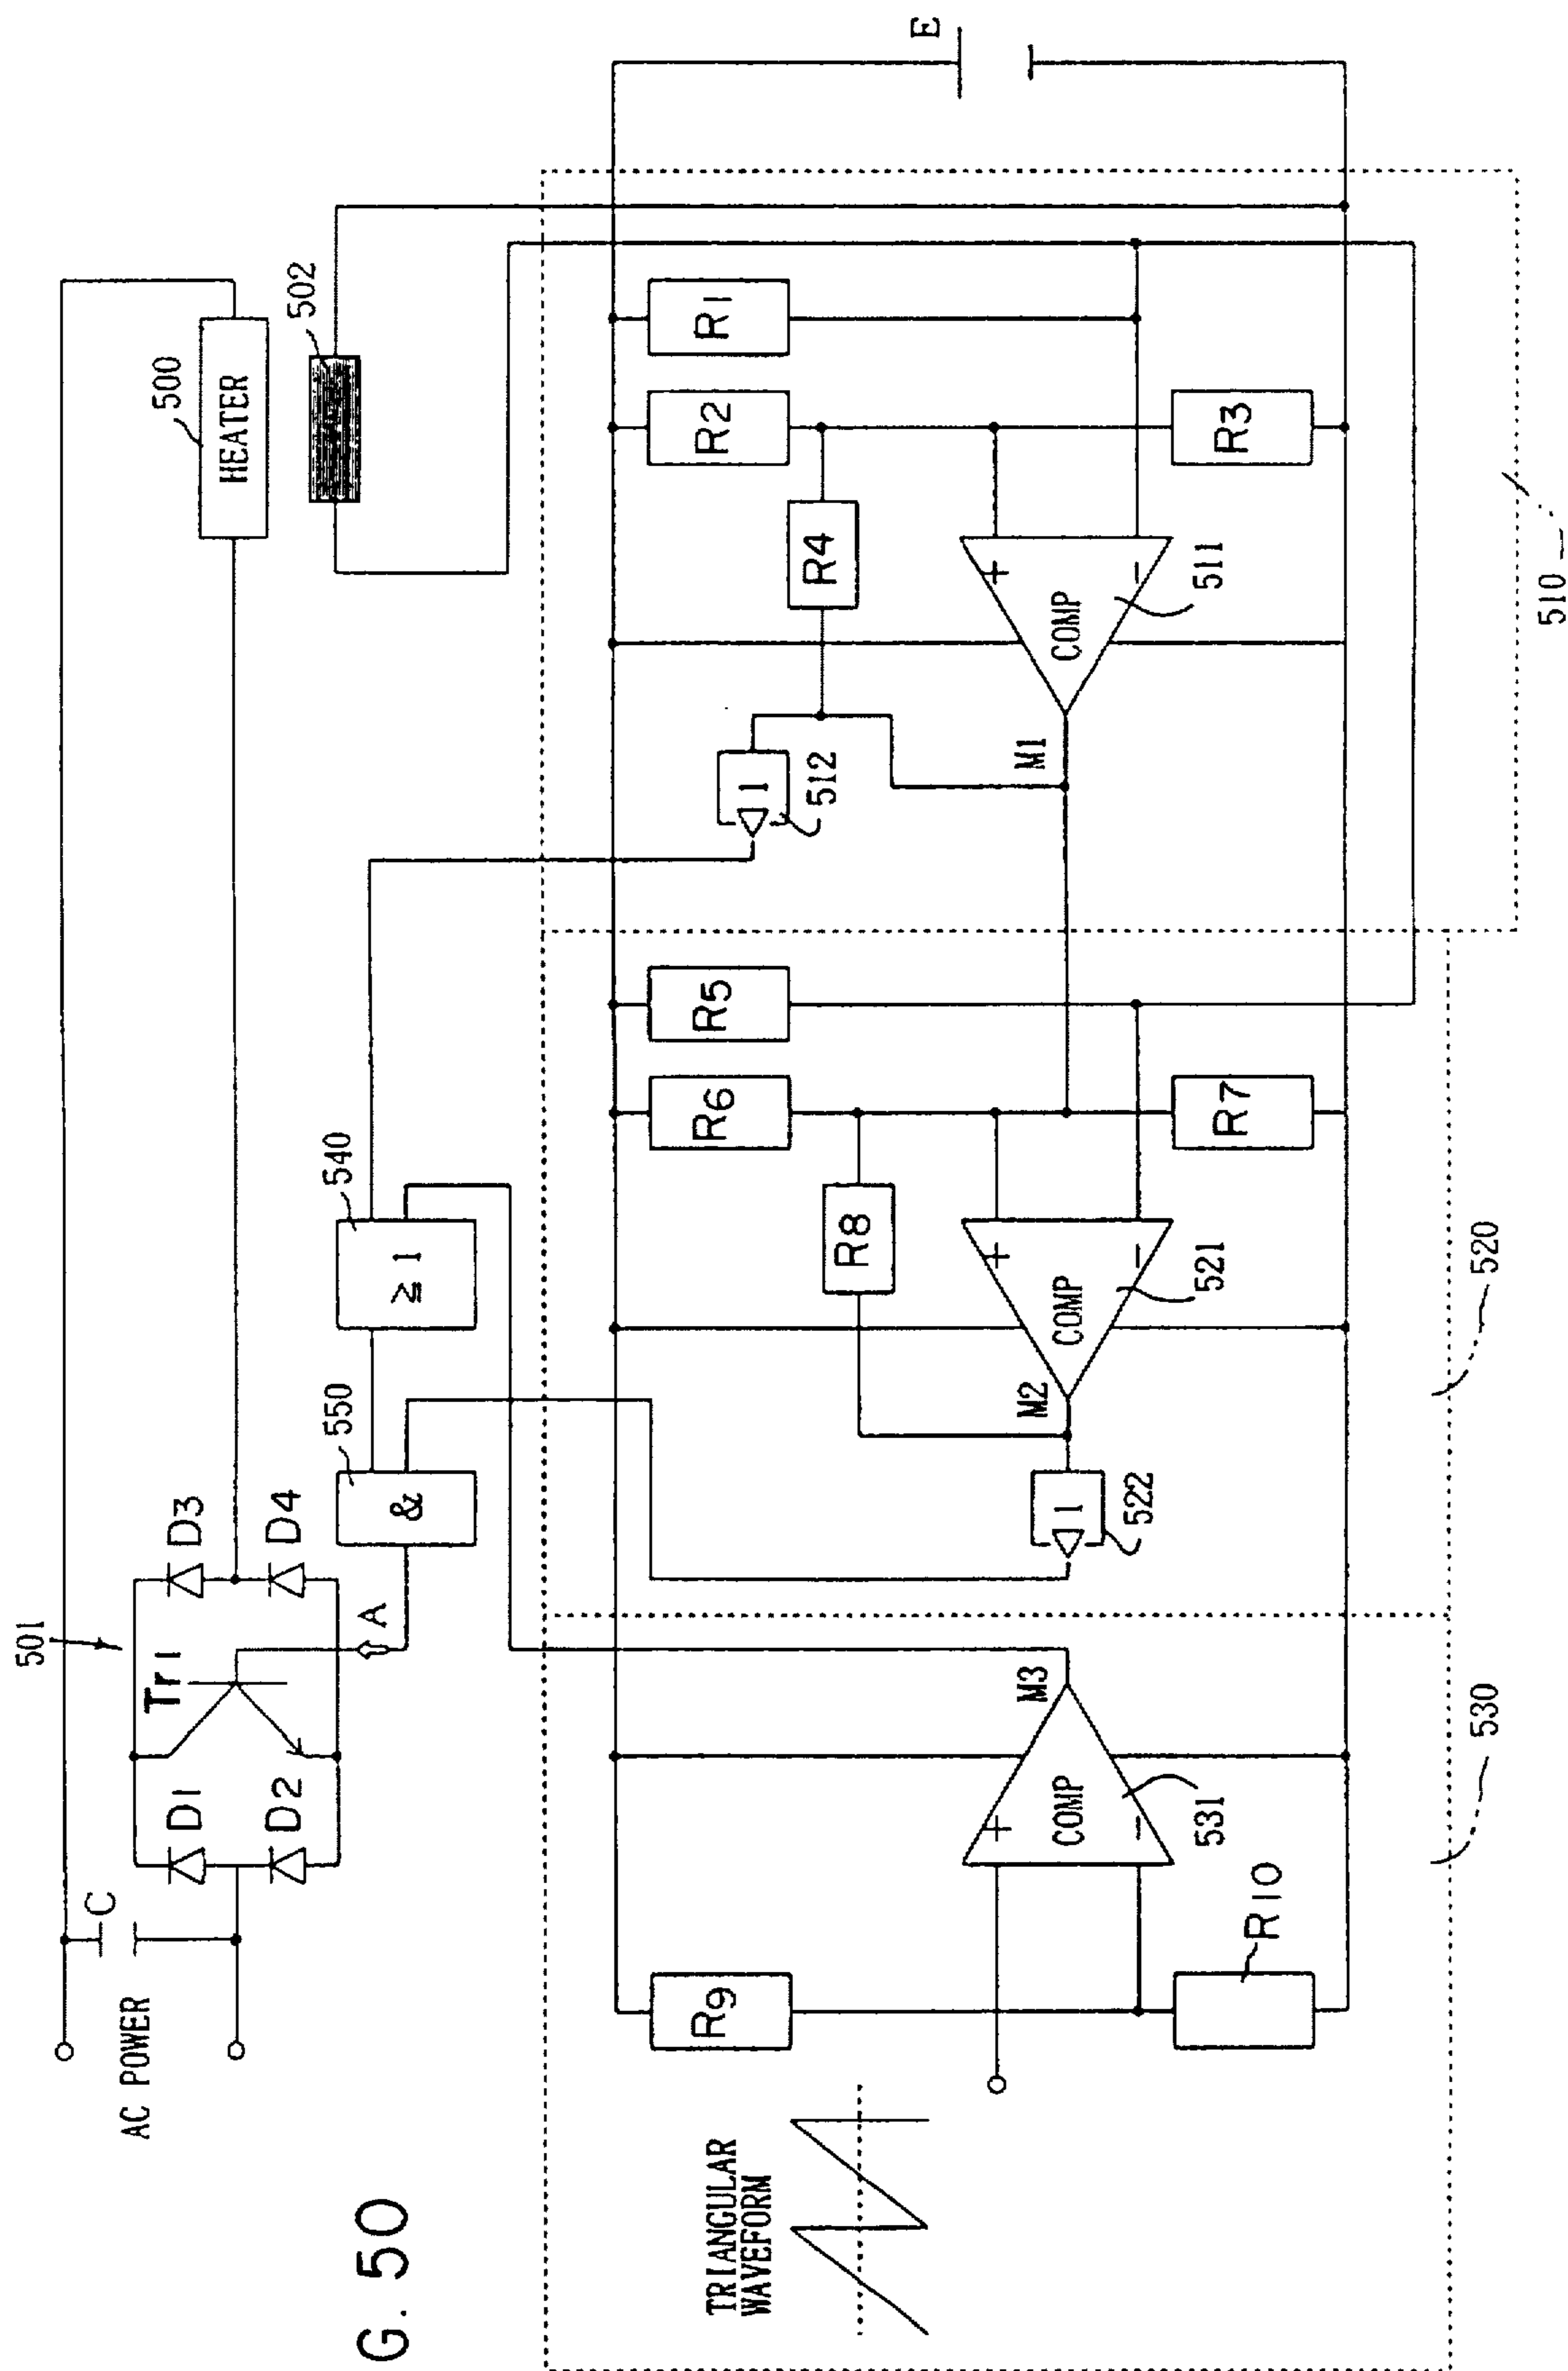 G. 50
AC POWER
C
501
D1
D2
Tr1
D3
D4
A
550
&
540
≧ 1
500
HEATER
502
TRIANGULAR
WAVEFORM
R9
R10
+
−
COMP
531
M3
530
522
1
M2
COMP
+
−
521
R8
R6
R5
R7
520
512
1
M1
COMP
+
−
511
R4
R2
R1
R3
510
E